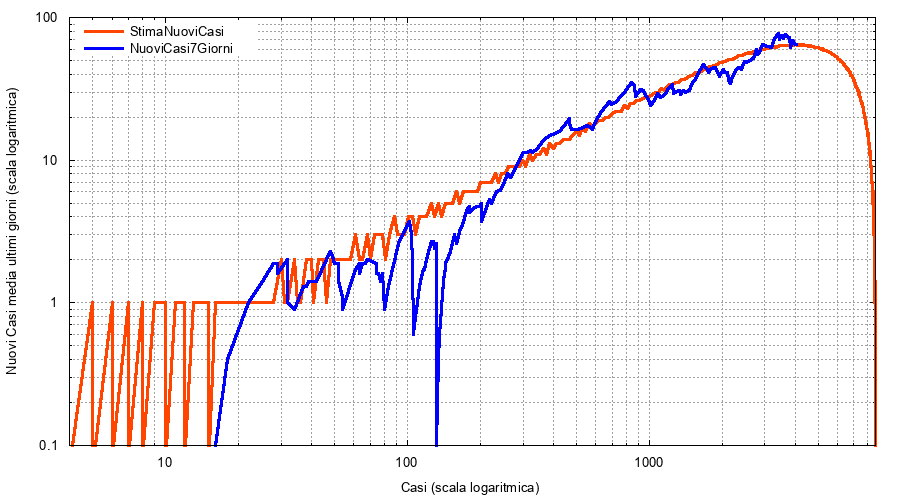 100
10
1
0.1
StimaNuoviCasi
NuoviCasi7Giorni
Nuovi Casi media ultimi giorni (scala logaritmica)
10 100 1000
Casi (scala logaritmica)